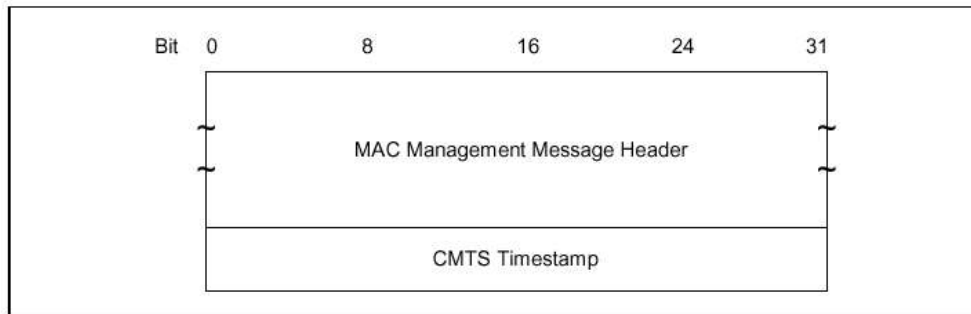 Bit 0 8 16 24 31
MAC Management Message Header
CMTS Timestamp